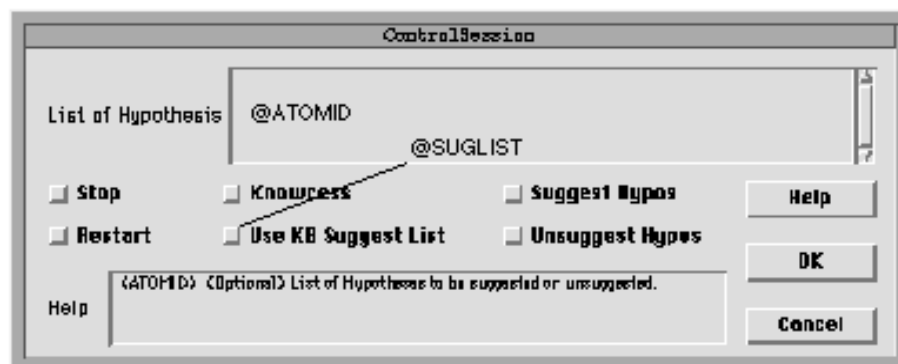 ControlSession
List of Hypothesis @ATOMID
@SUGLIST
Stop Knowcess Suggest Hypos Help
Restart Use KB Suggest List Unsuggest Hypos
OK
(ATOMID) (Optional) List of Hypotheses to be suggested or unsuggested.
Help
Cancel